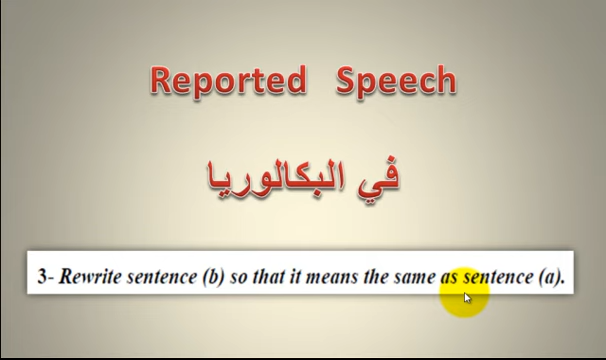 Reported Speech
في البكالوريا
3- Rewrite sentence (b) so that it means the same as sentence (a).